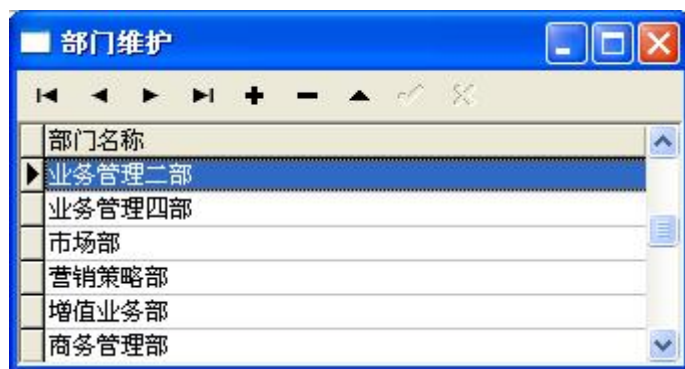 部门维护
部门名称
业务管理二部
业务管理四部
市场部
营销策略部
增值业务部
商务管理部